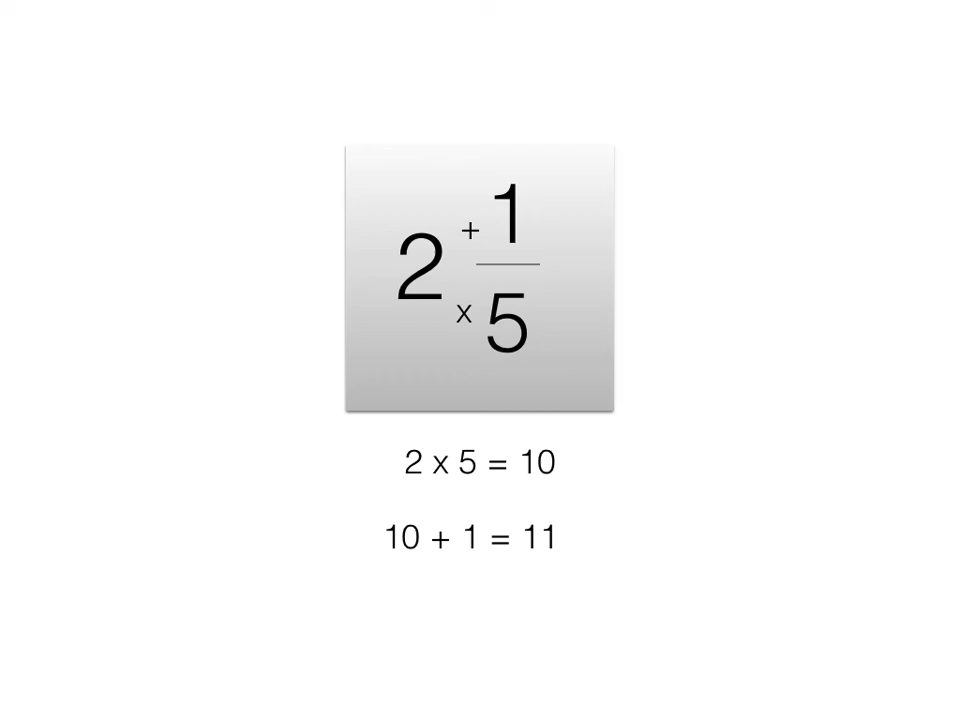 2 + 1
x 5
2 x 5 = 10
10 + 1 = 11